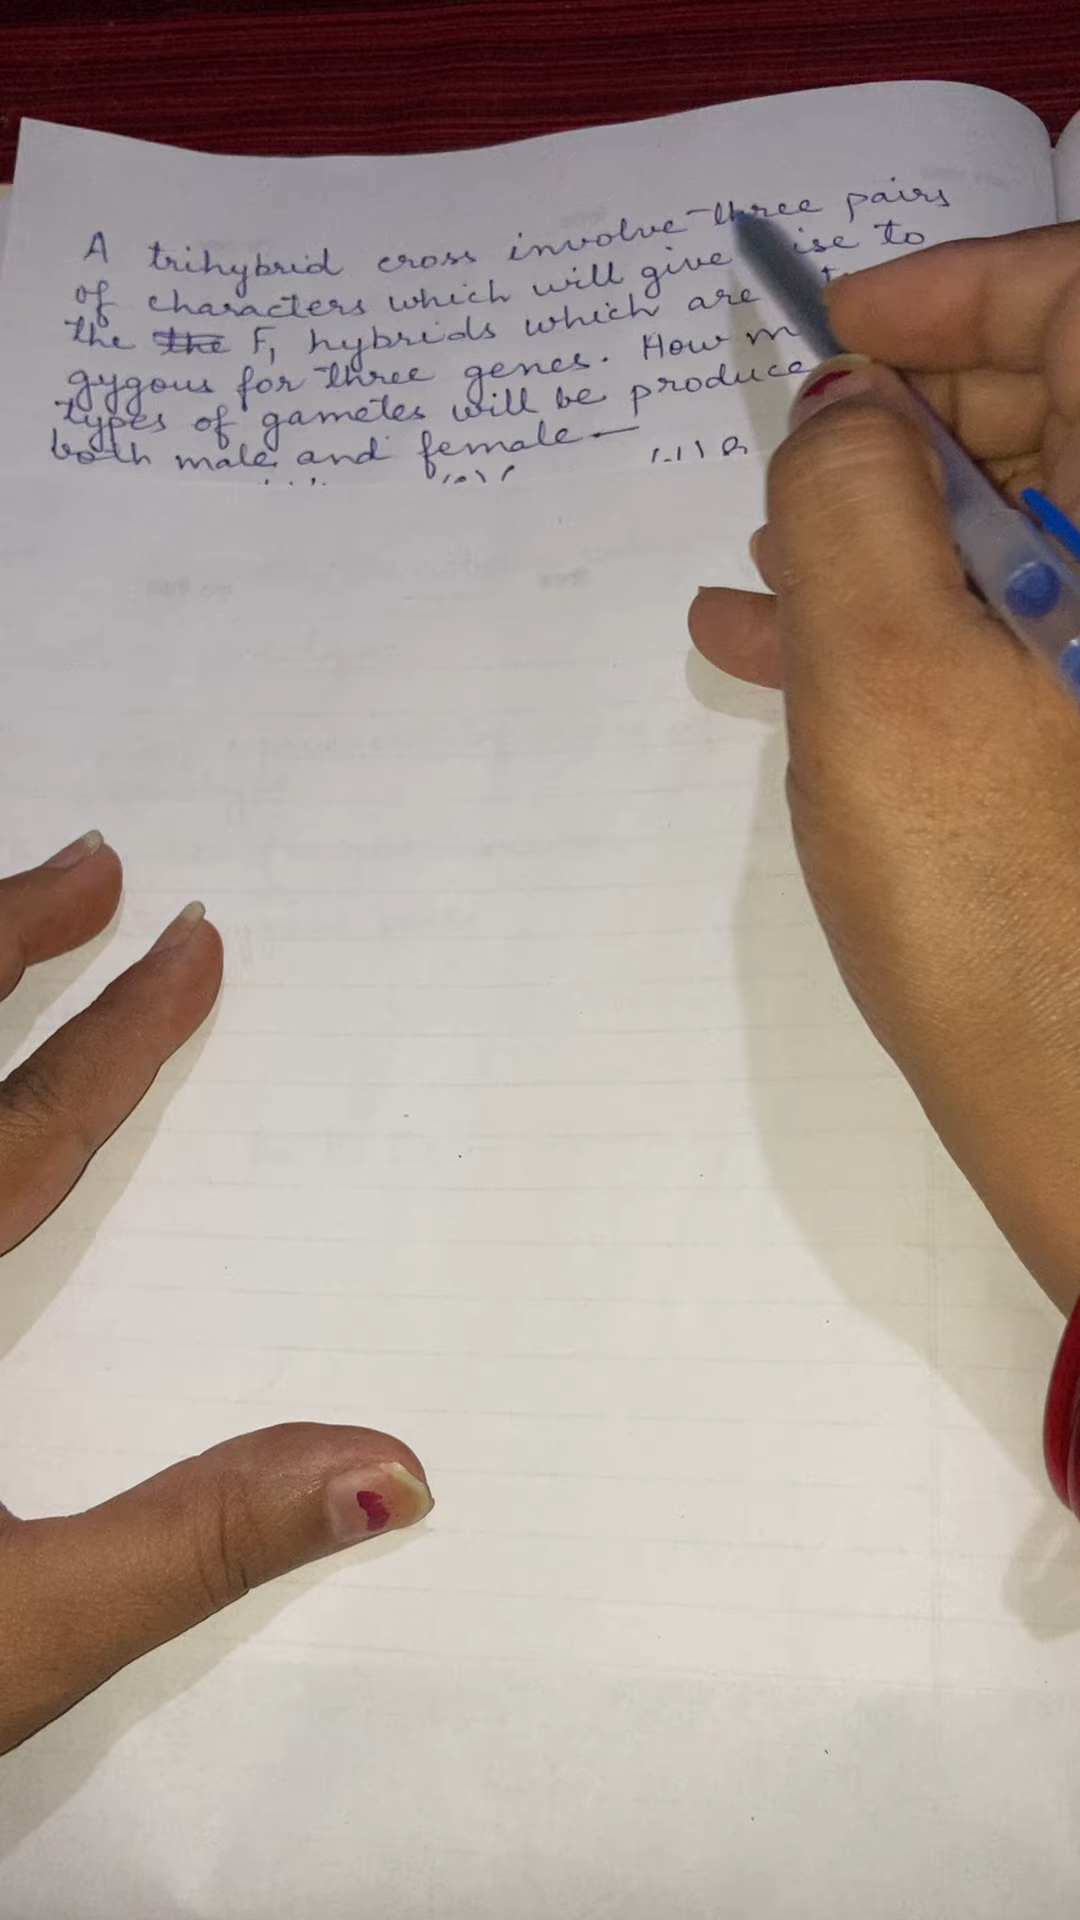 A trihybrid cross involve three pairs
of characters which will give ise to
the the F₁ hybrids which are
gygous for three genes. How m
types of gametes will be produce
both male and female —